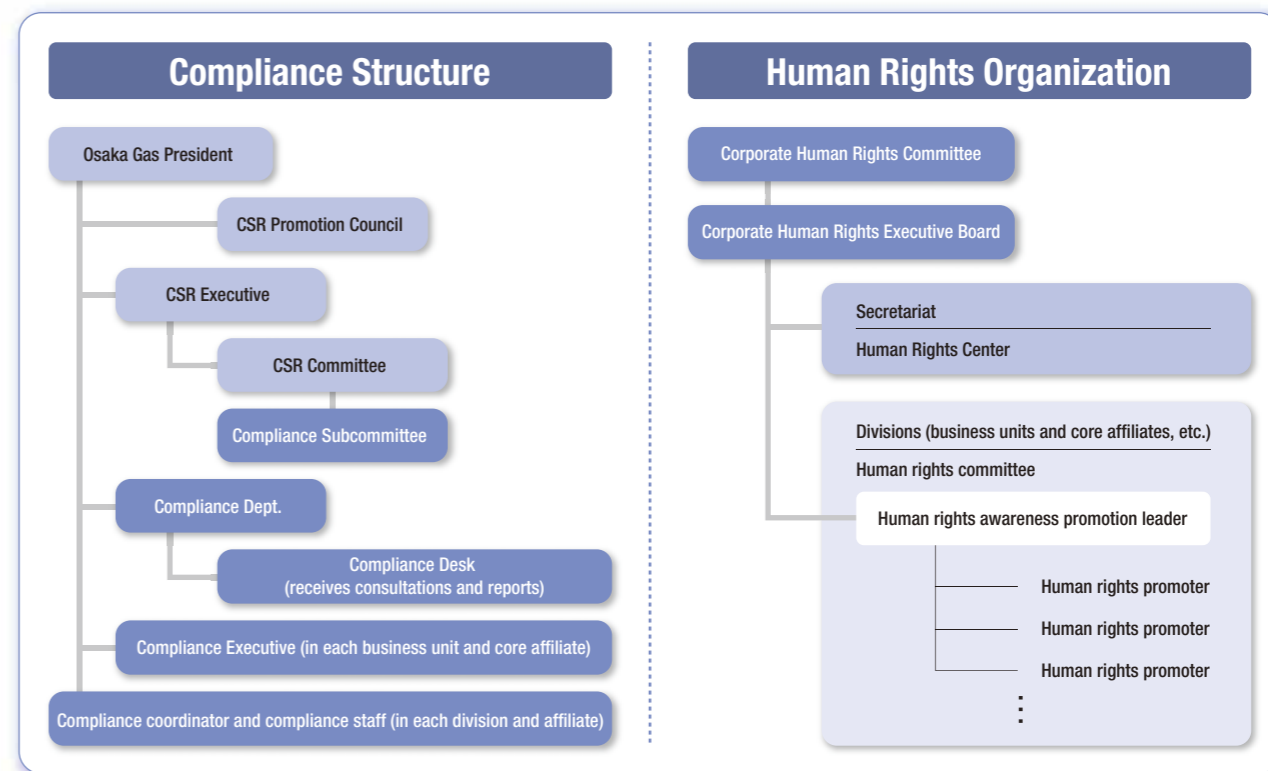 Compliance Structure
Osaka Gas President
CSR Promotion Council
CSR Executive
CSR Committee
Compliance Subcommittee
Compliance Dept.
Compliance Desk
(receives consultations and reports)
Compliance Executive (in each business unit and core affiliate)
Compliance coordinator and compliance staff (in each division and affiliate)
Human Rights Organization
Corporate Human Rights Committee
Corporate Human Rights Executive Board
Secretariat
Human Rights Center
Divisions (business units and core affiliates, etc.)
Human rights committee
Human rights awareness promotion leader
Human rights promoter
Human rights promoter
Human rights promoter